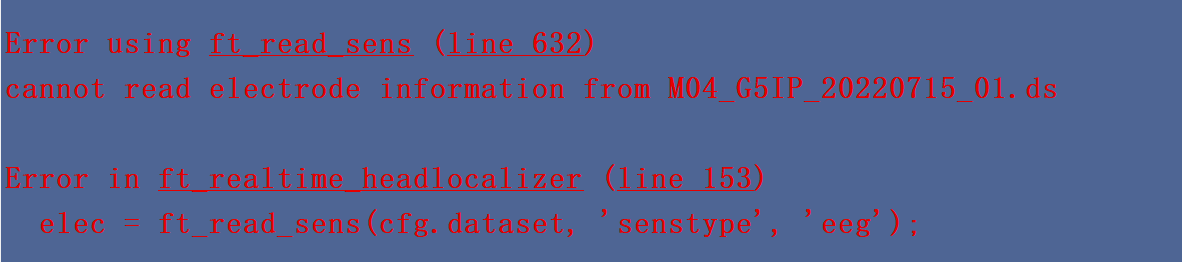 Error using ft_read_sens (line 632)
cannot read electrode information from M04_G5IP_20220715_01.ds
Error in ft_realtime_headlocalizer (line 153)
elec = ft_read_sens(cfg.dataset, 'senstype', 'eeg');